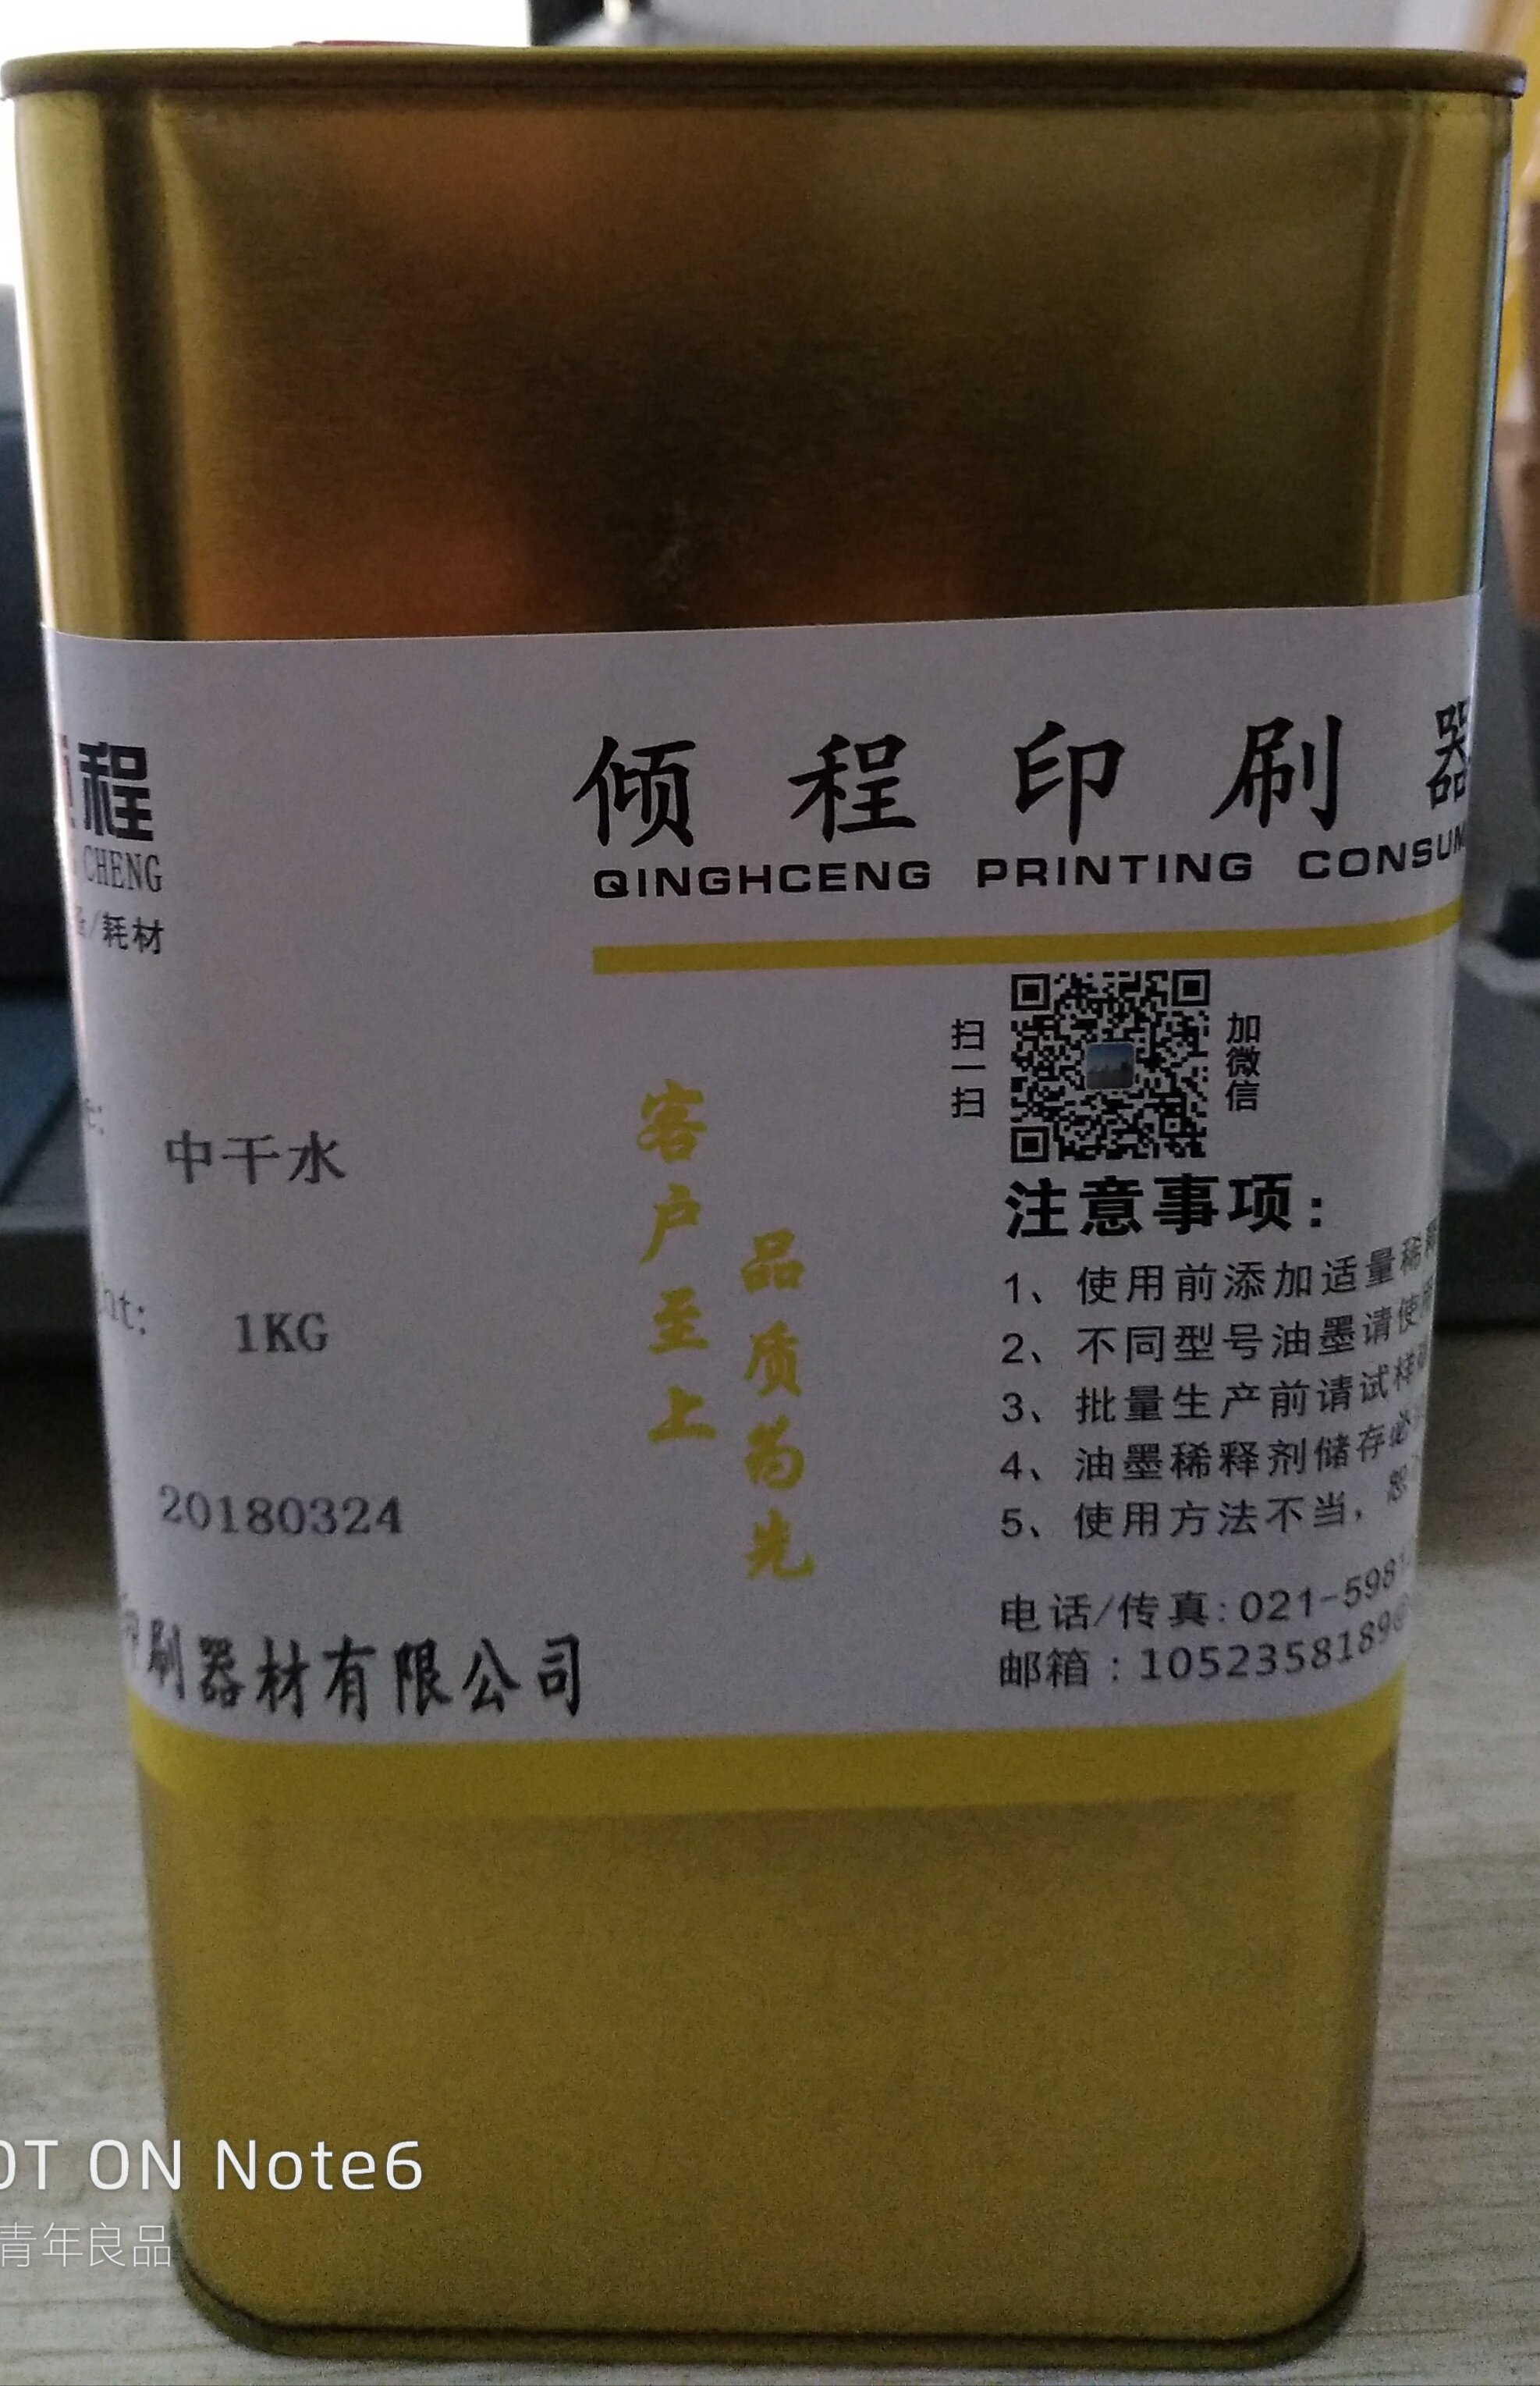 程
CHENG
/耗材
中干水
1KG
20180324
刷器材有限公司
倾程印刷器
QINGHCENG PRINTING CONSUM
客户至上
品质为先
扫一扫
加微信
注意事项:
1、使用前添加适量稀释
2、不同型号油墨请使用
3、批量生产前请试样
4、油墨稀释剂储存必
5、使用方法不当,
电话/传真:021-5981
邮箱:1052358189@
OT ON Note6
青年良品